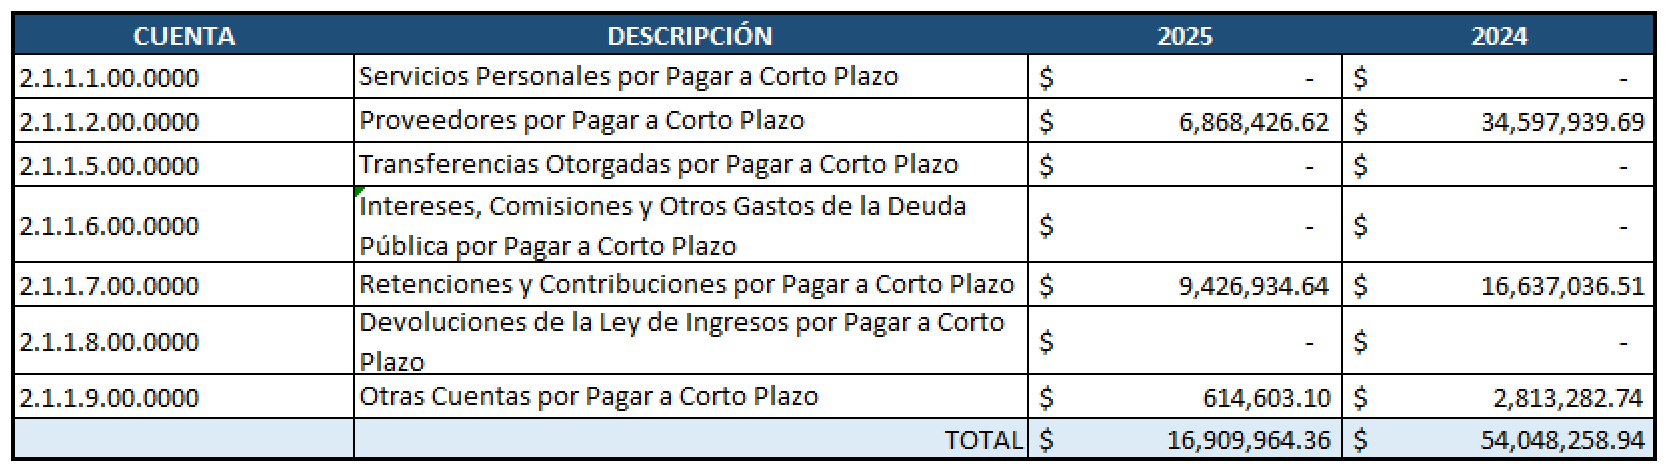 CUENTA DESCRIPCIÓN 2025 2024
2.1.1.1.00.0000 Servicios Personales por Pagar a Corto Plazo $ - $ -
2.1.1.2.00.0000 Proveedores por Pagar a Corto Plazo $ 6,868,426.62 $ 34,597,939.69
2.1.1.5.00.0000 Transferencias Otorgadas por Pagar a Corto Plazo $ - $ -
2.1.1.6.00.0000 Intereses, Comisiones y Otros Gastos de la Deuda
Pública por Pagar a Corto Plazo $ - $ -
2.1.1.7.00.0000 Retenciones y Contribuciones por Pagar a Corto Plazo $ 9,426,934.64 $ 16,637,036.51
2.1.1.8.00.0000 Devoluciones de la Ley de Ingresos por Pagar a Corto
Plazo $ - $ -
2.1.1.9.00.0000 Otras Cuentas por Pagar a Corto Plazo $ 614,603.10 $ 2,813,282.74
TOTAL $ 16,909,964.36 $ 54,048,258.94